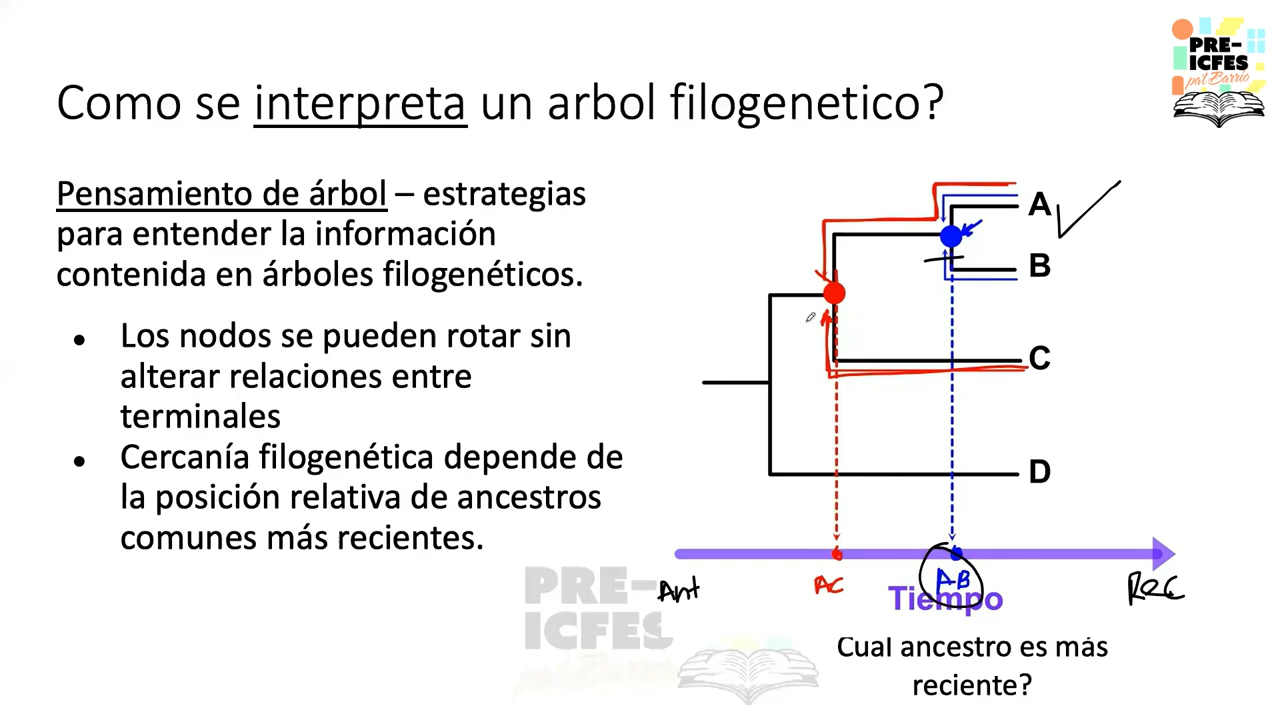 PRE-
ICFES
pal' Barrio
Como se interpreta un arbol filogenetico?
Pensamiento de árbol – estrategias
para entender la información
contenida en árboles filogenéticos.
● Los nodos se pueden rotar sin
alterar relaciones entre
terminales
● Cercanía filogenética depende de
la posición relativa de ancestros
comunes más recientes.
A
B
C
D
Ant
AC
AB
Rec
Tiempo
Cual ancestro es más
reciente?
PRE-
ICFES
pal' Barrio